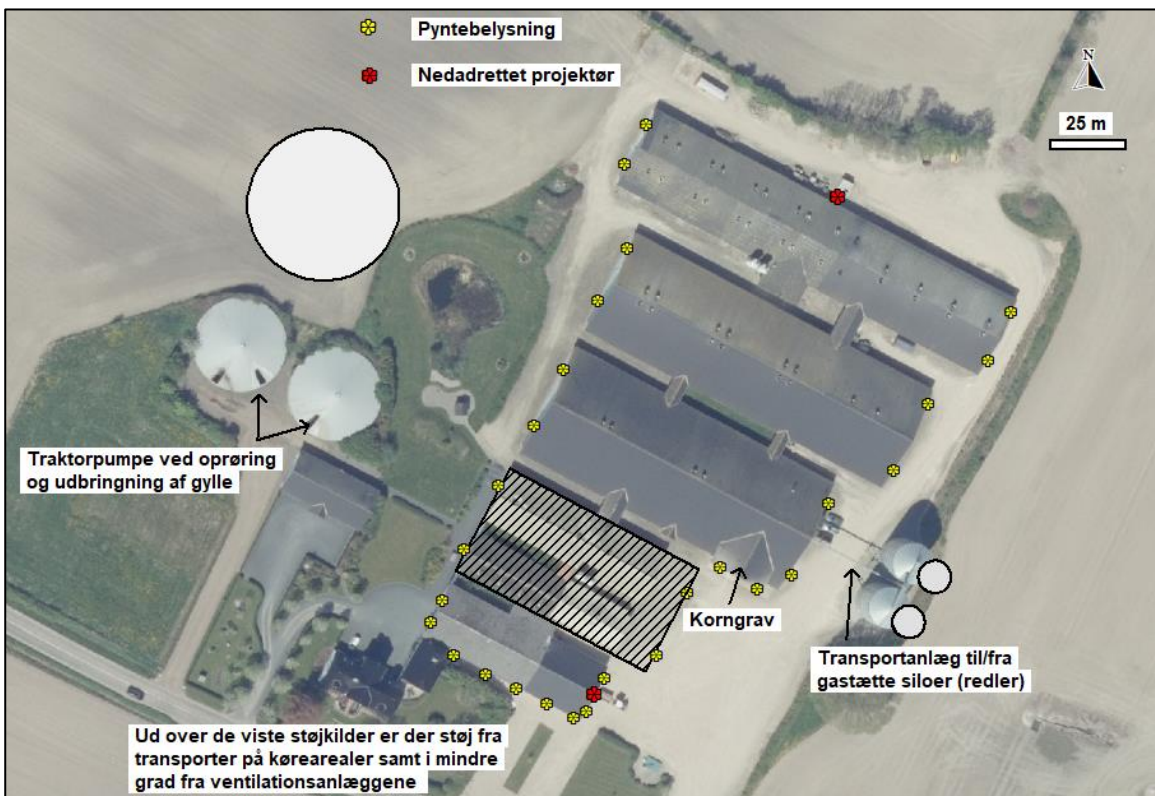 Pyntebelysning
Nedadrettet projektør
N
25 m
Traktorpumpe ved oprøring
og udbringning af gylle
Korngrav
Transportanlæg til/fra
gastætte siloer (redler)
Ud over de viste støjkilder er der støj fra
transporter på kørearealer samt i mindre
grad fra ventilationsanlæggene